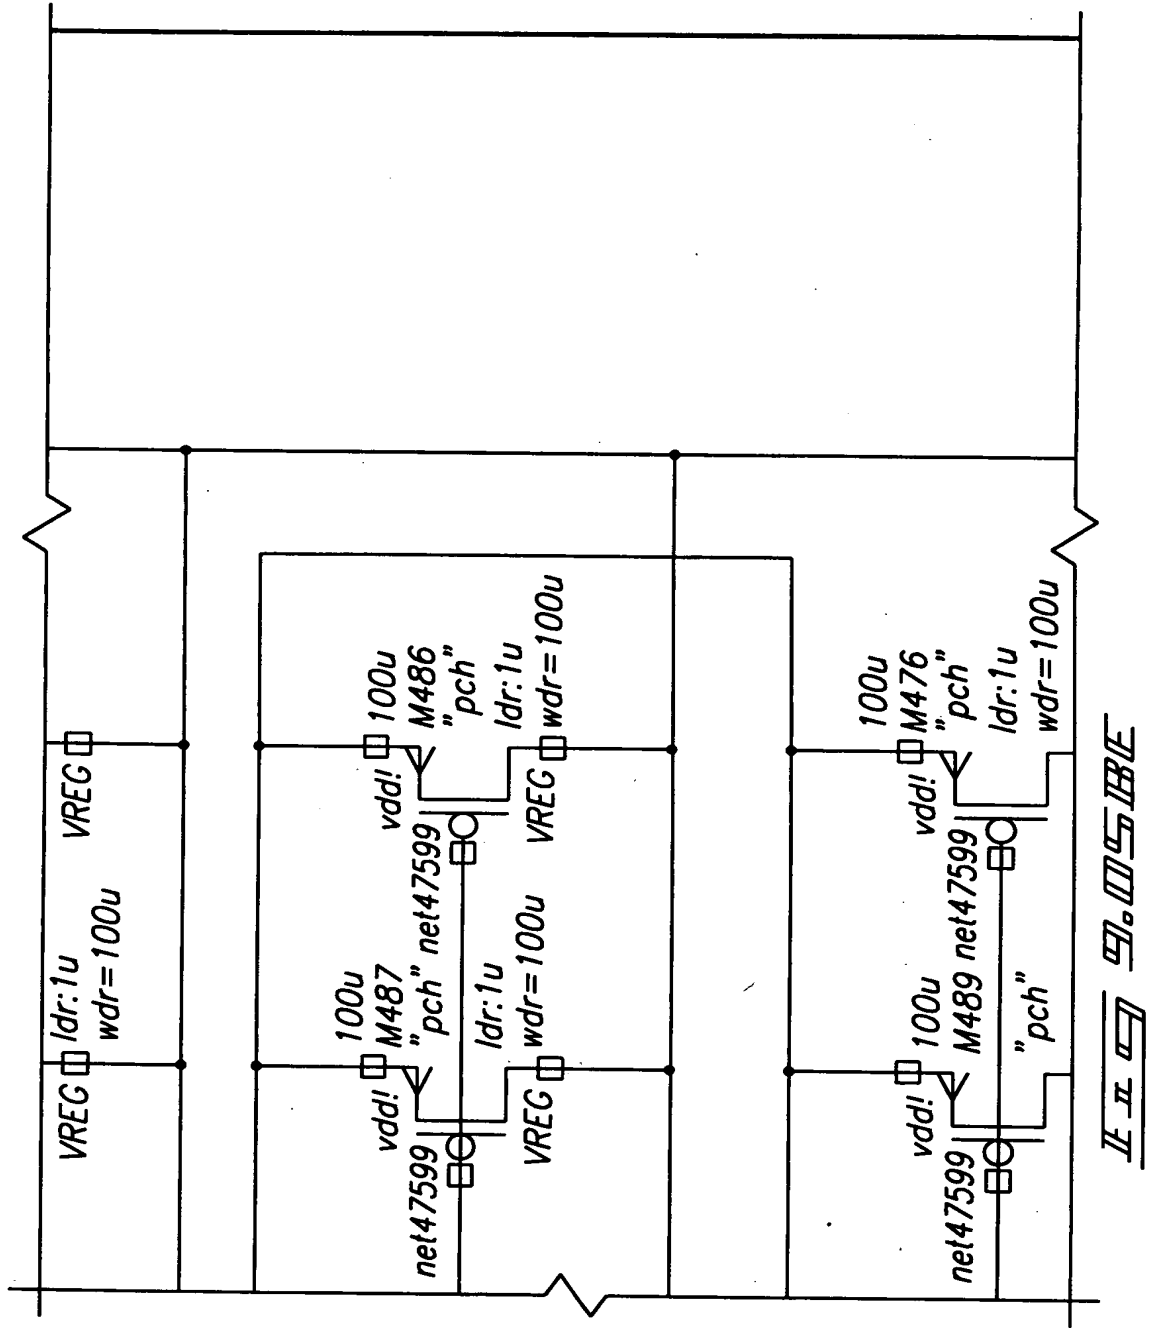 VREG
ldr:1u
wdr=100u
VREG
100u
M487
"pch"
vdd!
net47599
ldr:1u
wdr=100u
VREG
100u
M486
"pch"
vdd!
net47599
ldr:1u
wdr=100u
VREG
100u
M489
vdd!
net47599
"pch"
100u
M476
"pch"
vdd!
net47599
ldr:1u
wdr=100u
9.05BE